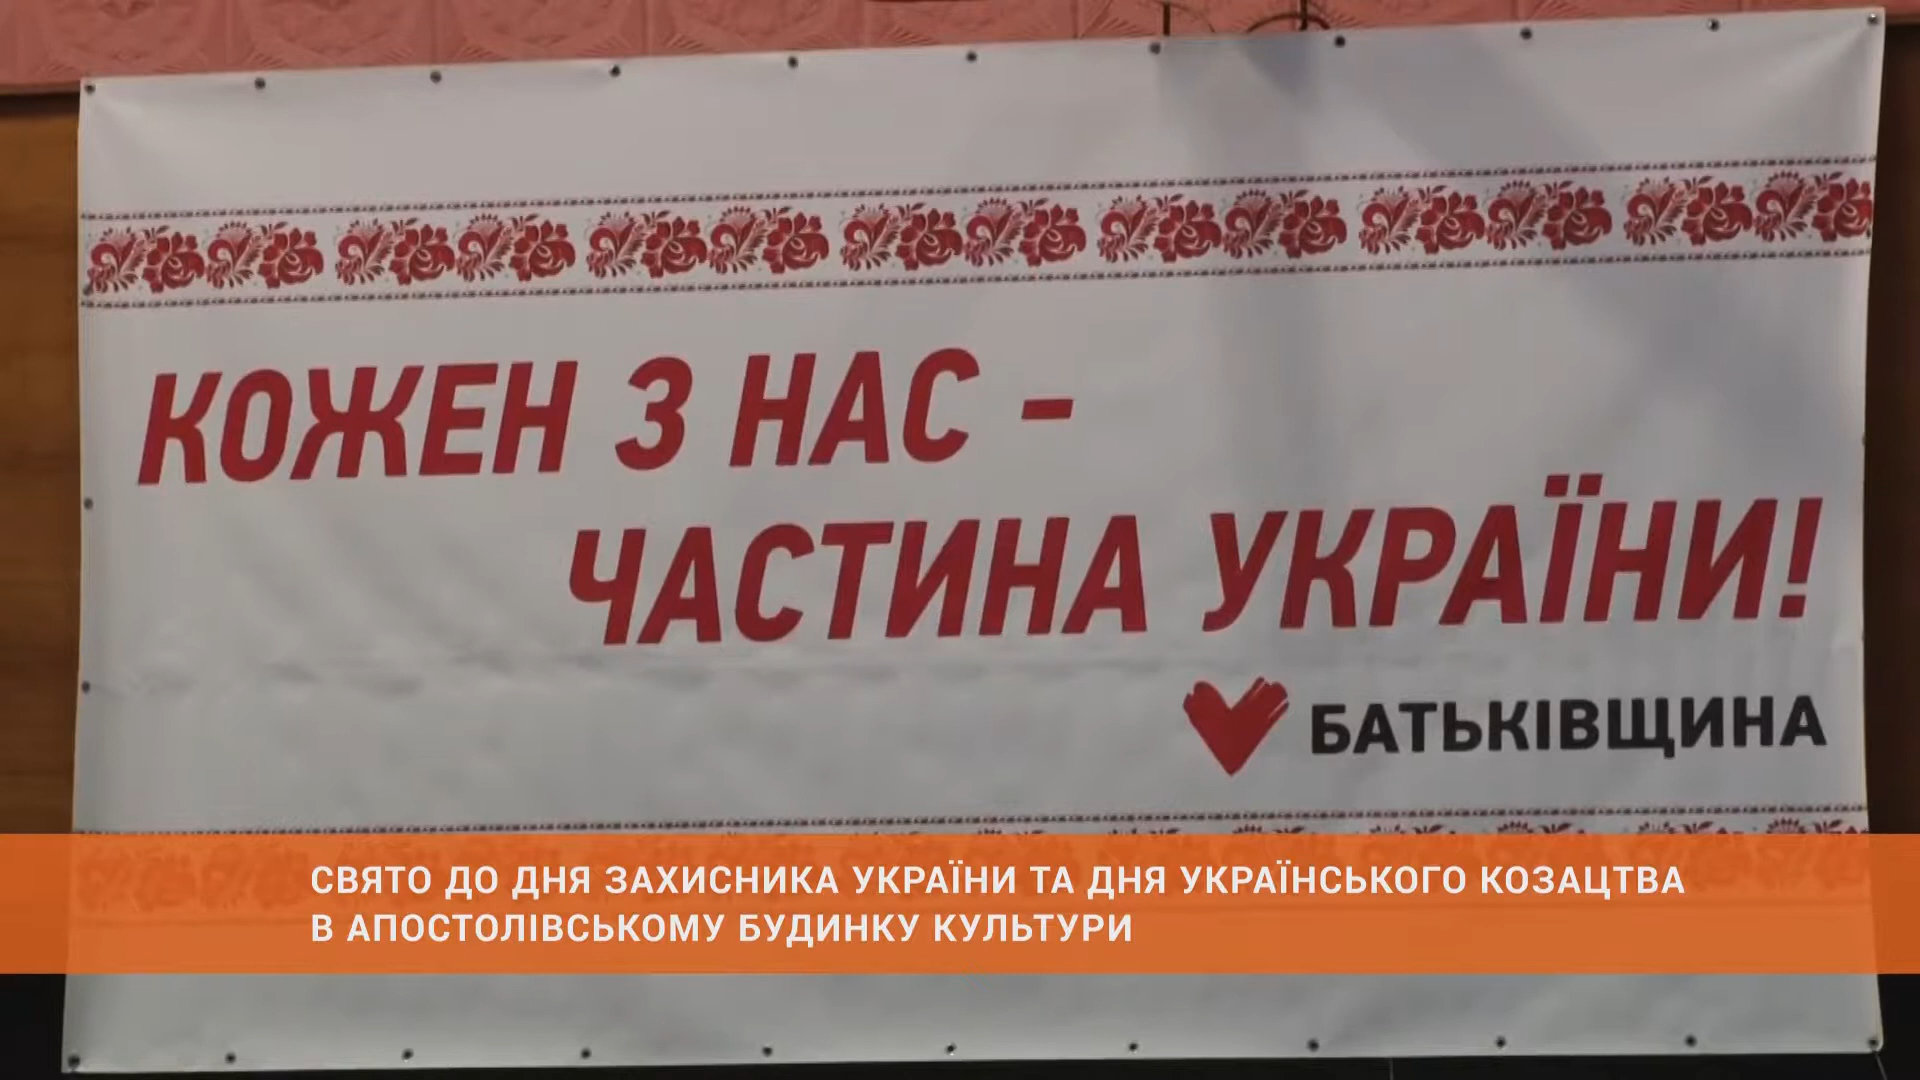 КОЖЕН З НАС -
ЧАСТИНА УКРАЇНИ!
БАТЬКІВЩИНА
СВЯТО ДО ДНЯ ЗАХИСНИКА УКРАЇНИ ТА ДНЯ УКРАЇНСЬКОГО КОЗАЦТВА
В АПОСТОЛІВСЬКОМУ БУДИНКУ КУЛЬТУРИ